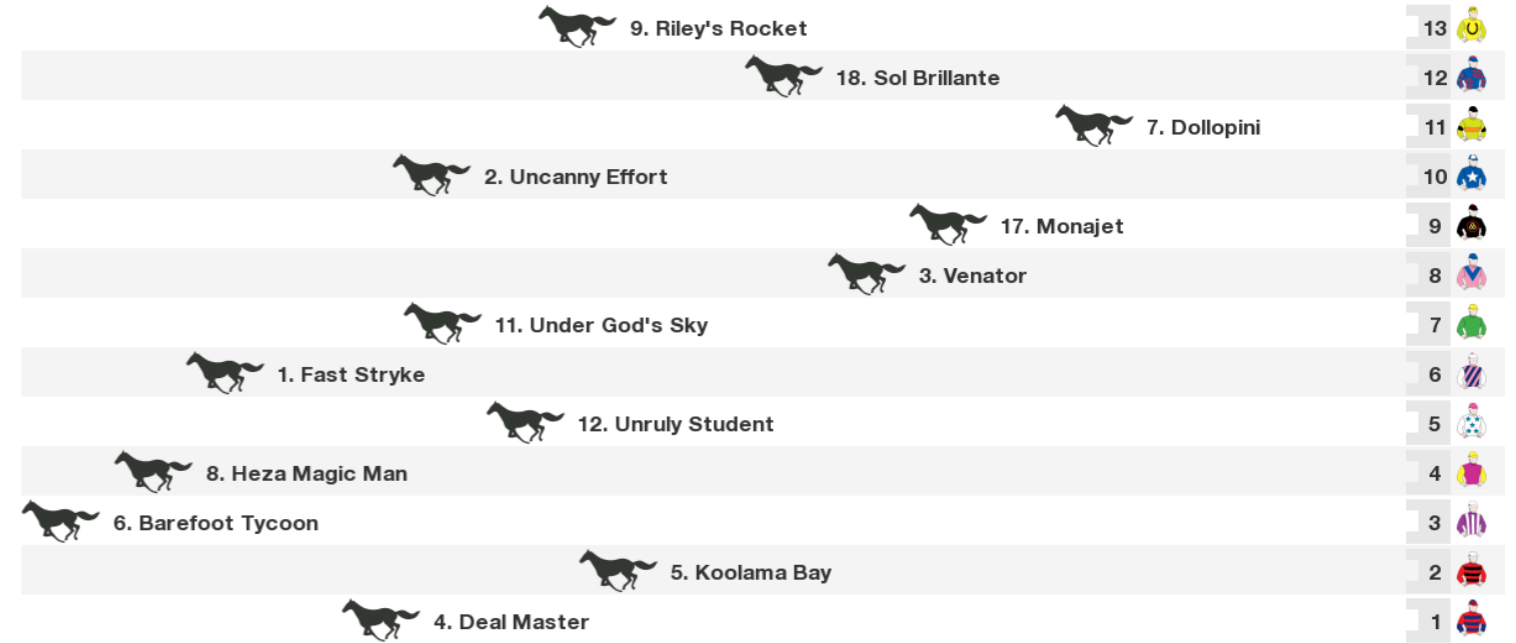 9. Riley's Rocket 13
18. Sol Brillante 12
7. Dollopini 11
2. Uncanny Effort 10
17. Monajet 9
3. Venator 8
11. Under God's Sky 7
1. Fast Stryke 6
12. Unruly Student 5
8. Heza Magic Man 4
6. Barefoot Tycoon 3
5. Koolama Bay 2
4. Deal Master 1